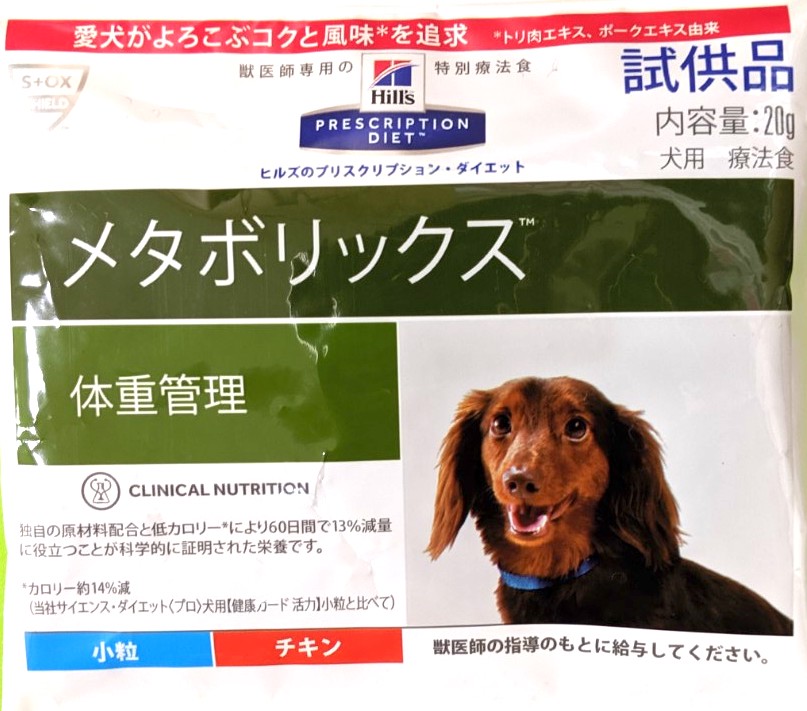 愛犬がよろこぶコクと風味*を追求 *トリ肉エキス、ポークエキス由来
S+OX
SHIELD
獣医師専用の 特別療法食
Hill's
PRESCRIPTION
DIET™
ヒルズのプリスクリプション・ダイエット
試供品
内容量:20g
犬用 療法食
メタボリックス™
体重管理
CLINICAL NUTRITION
独自の原材料配合と低カロリー*により60日間で13%減量
に役立つことが科学的に証明された栄養です。
*カロリー約14%減
(当社サイエンス・ダイエット〈プロ〉犬用【健康ガード 活力】小粒と比べて)
小粒 チキン
獣医師の指導のもとに給与してください。